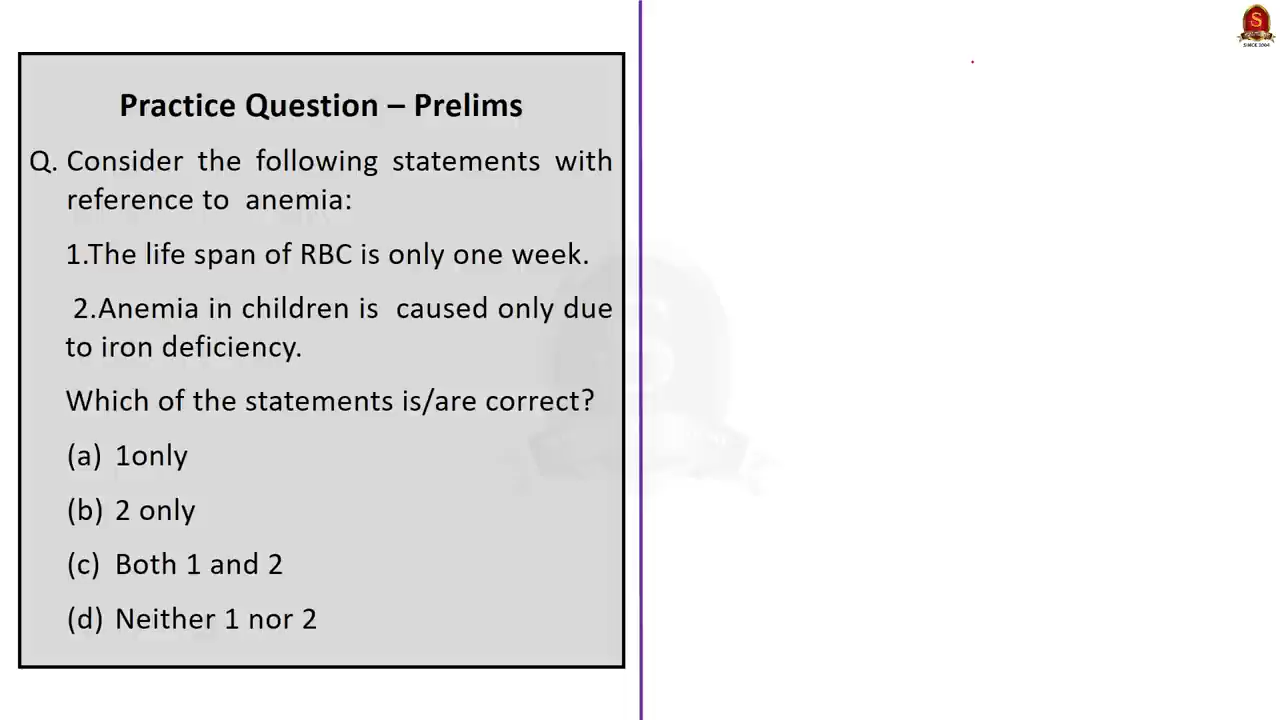 Practice Question – Prelims
Q. Consider the following statements with
reference to anemia:
1.The life span of RBC is only one week.
2.Anemia in children is caused only due
to iron deficiency.
Which of the statements is/are correct?
(a) 1only
(b) 2 only
(c) Both 1 and 2
(d) Neither 1 nor 2
S
SINCE 2004